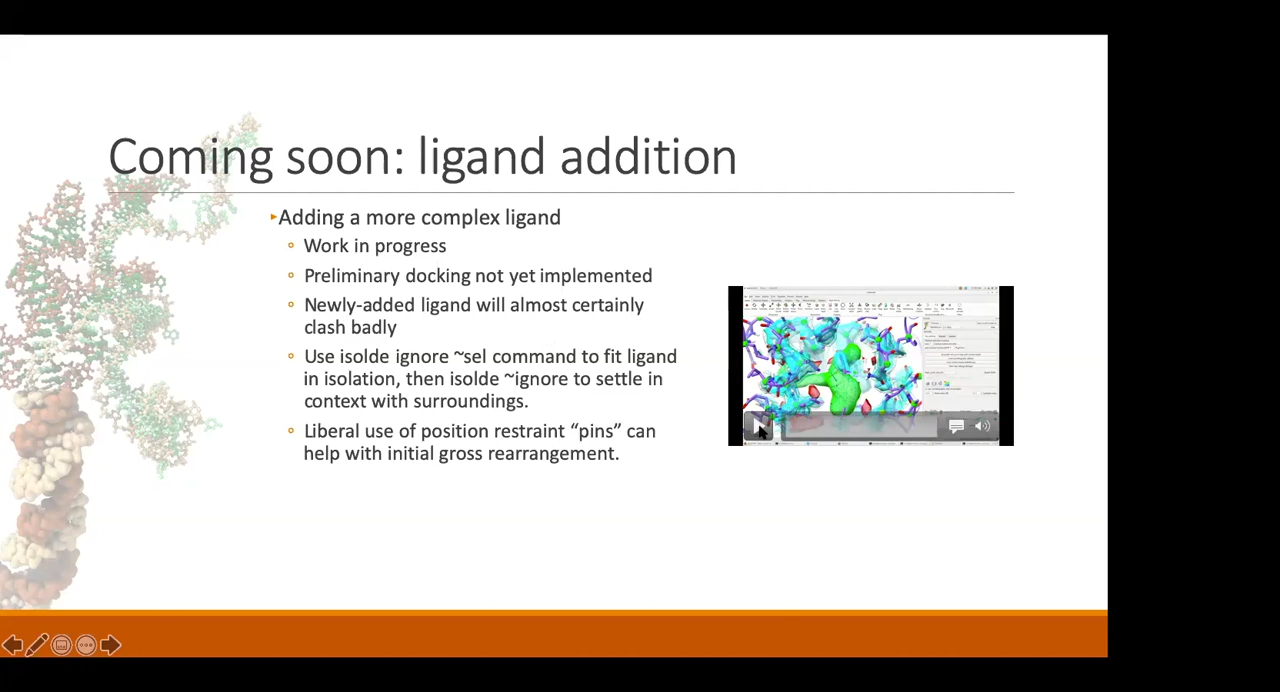 Coming soon: ligand addition
Adding a more complex ligand
Work in progress
Preliminary docking not yet implemented
Newly-added ligand will almost certainly
clash badly
Use isolde ignore ~sel command to fit ligand
in isolation, then isolde ~ignore to settle in
context with surroundings.
Liberal use of position restraint “pins” can
help with initial gross rearrangement.